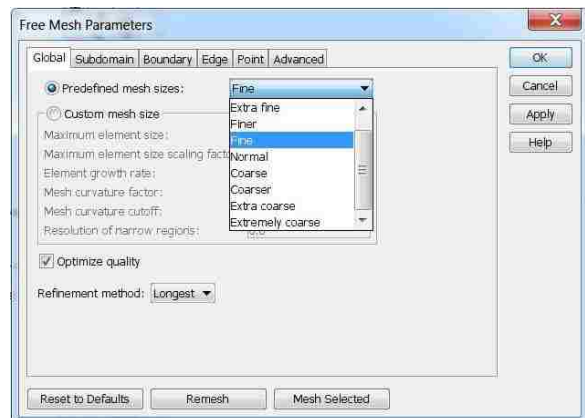 Free Mesh Parameters
Global Subdomain Boundary Edge Point Advanced
OK
Cancel
Apply
Help
Predefined mesh sizes: Fine
Extra fine
Finer
Fine
Normal
Coarse
Coarser
Extra coarse
Extremely coarse
Custom mesh size
Maximum element size:
Maximum element size scaling facto
Element growth rate:
Mesh curvature factor:
Mesh curvature cutoff:
Resolution of narrow regions:
Optimize quality
Refinement method: Longest
Reset to Defaults Remesh Mesh Selected